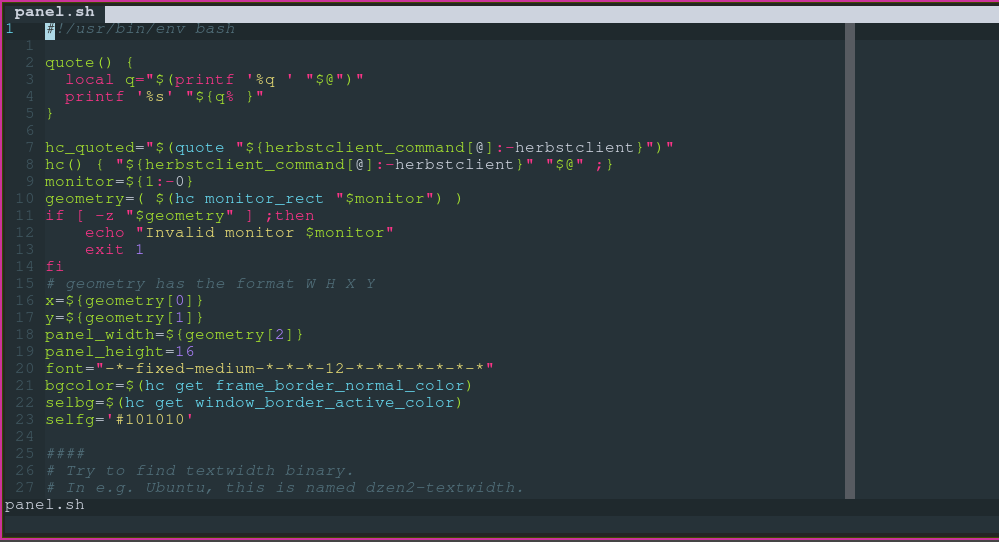 panel.sh
1 #!/usr/bin/env bash
1
2 quote() {
3   local q="$(printf '%q ' "$@")"
4   printf '%s' "${q% }"
5 }
6
7 hc_quoted="$(quote "${herbstclient_command[@]:-herbstclient}")"
8 hc() { "${herbstclient_command[@]:-herbstclient}" "$@" ;}
9 monitor=${1:-0}
10 geometry=( $(hc monitor_rect "$monitor") )
11 if [ -z "$geometry" ] ;then
12     echo "Invalid monitor $monitor"
13     exit 1
14 fi
15 # geometry has the format W H X Y
16 x=${geometry[0]}
17 y=${geometry[1]}
18 panel_width=${geometry[2]}
19 panel_height=16
20 font="-*-fixed-medium-*-*-*-12-*-*-*-*-*-*-*"
21 bgcolor=$(hc get frame_border_normal_color)
22 selbg=$(hc get window_border_active_color)
23 selfg='#101010'
24
25 ####
26 # Try to find textwidth binary.
27 # In e.g. Ubuntu, this is named dzen2-textwidth.
panel.sh